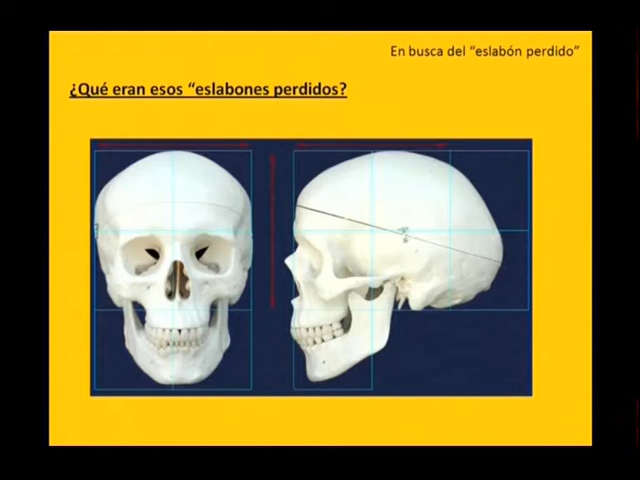 En busca del “eslabón perdido”
¿Qué eran esos “eslabones perdidos?